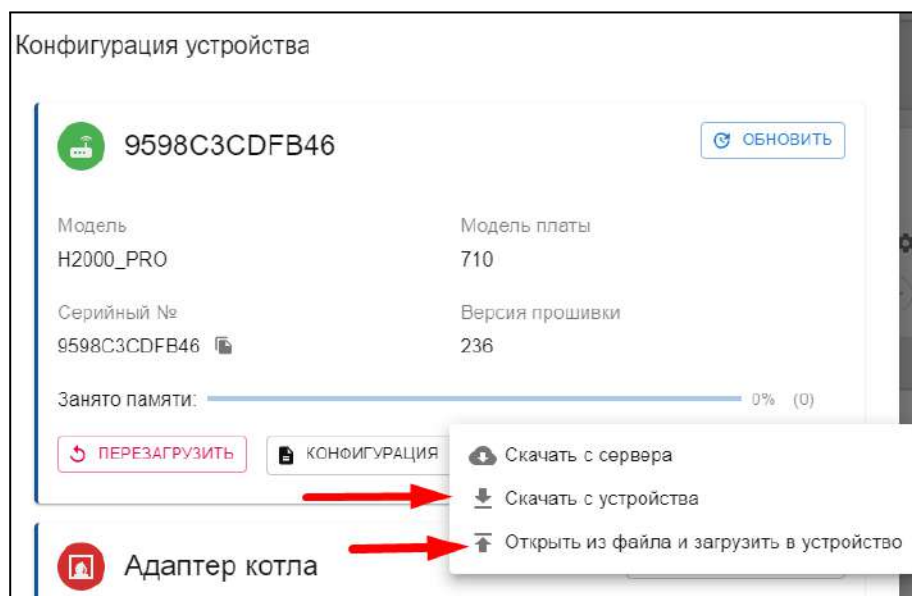 Конфигурация устройства
9598C3CDFB46
ОБНОВИТЬ
Модель
Модель платы
H2000_PRO
710
Серийный №
Версия прошивки
9598C3CDFB46
236
Занято памяти:
0% (0)
ПЕРЕЗАГРУЗИТЬ
КОНФИГУРАЦИЯ
Скачать с сервера
Скачать с устройства
Открыть из файла и загрузить в устройство
Адаптер котла